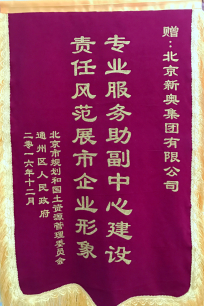 赠：北京新奥集团有限公司
专业服务助副中心建设
责任风范展市企业形象
北京市规划和国土资源管理委员会
通州区人民政府
二零一六年十二月